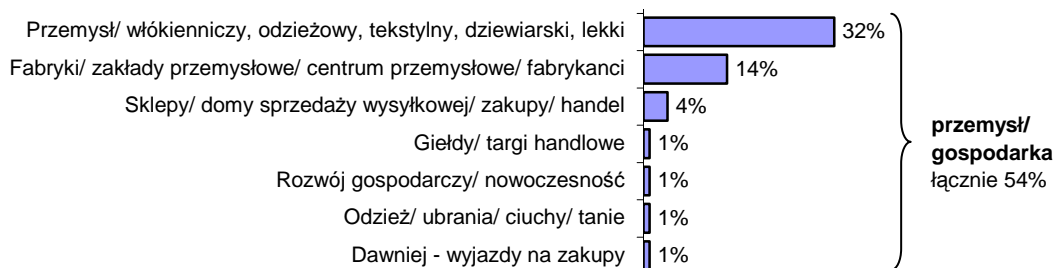 Przemysł/ włókienniczy, odzieżowy, tekstylny, dziewiarski, lekki 32%
Fabryki/ zakłady przemysłowe/ centrum przemysłowe/ fabrykanci 14%
Sklepy/ domy sprzedaży wysyłkowej/ zakupy/ handel 4%
Giełdy/ targi handlowe 1%
Rozwój gospodarczy/ nowoczesność 1%
Odzież/ ubrania/ ciuchy/ tanie 1%
Dawniej - wyjazdy na zakupy 1%
przemysł/
gospodarka
łącznie 54%